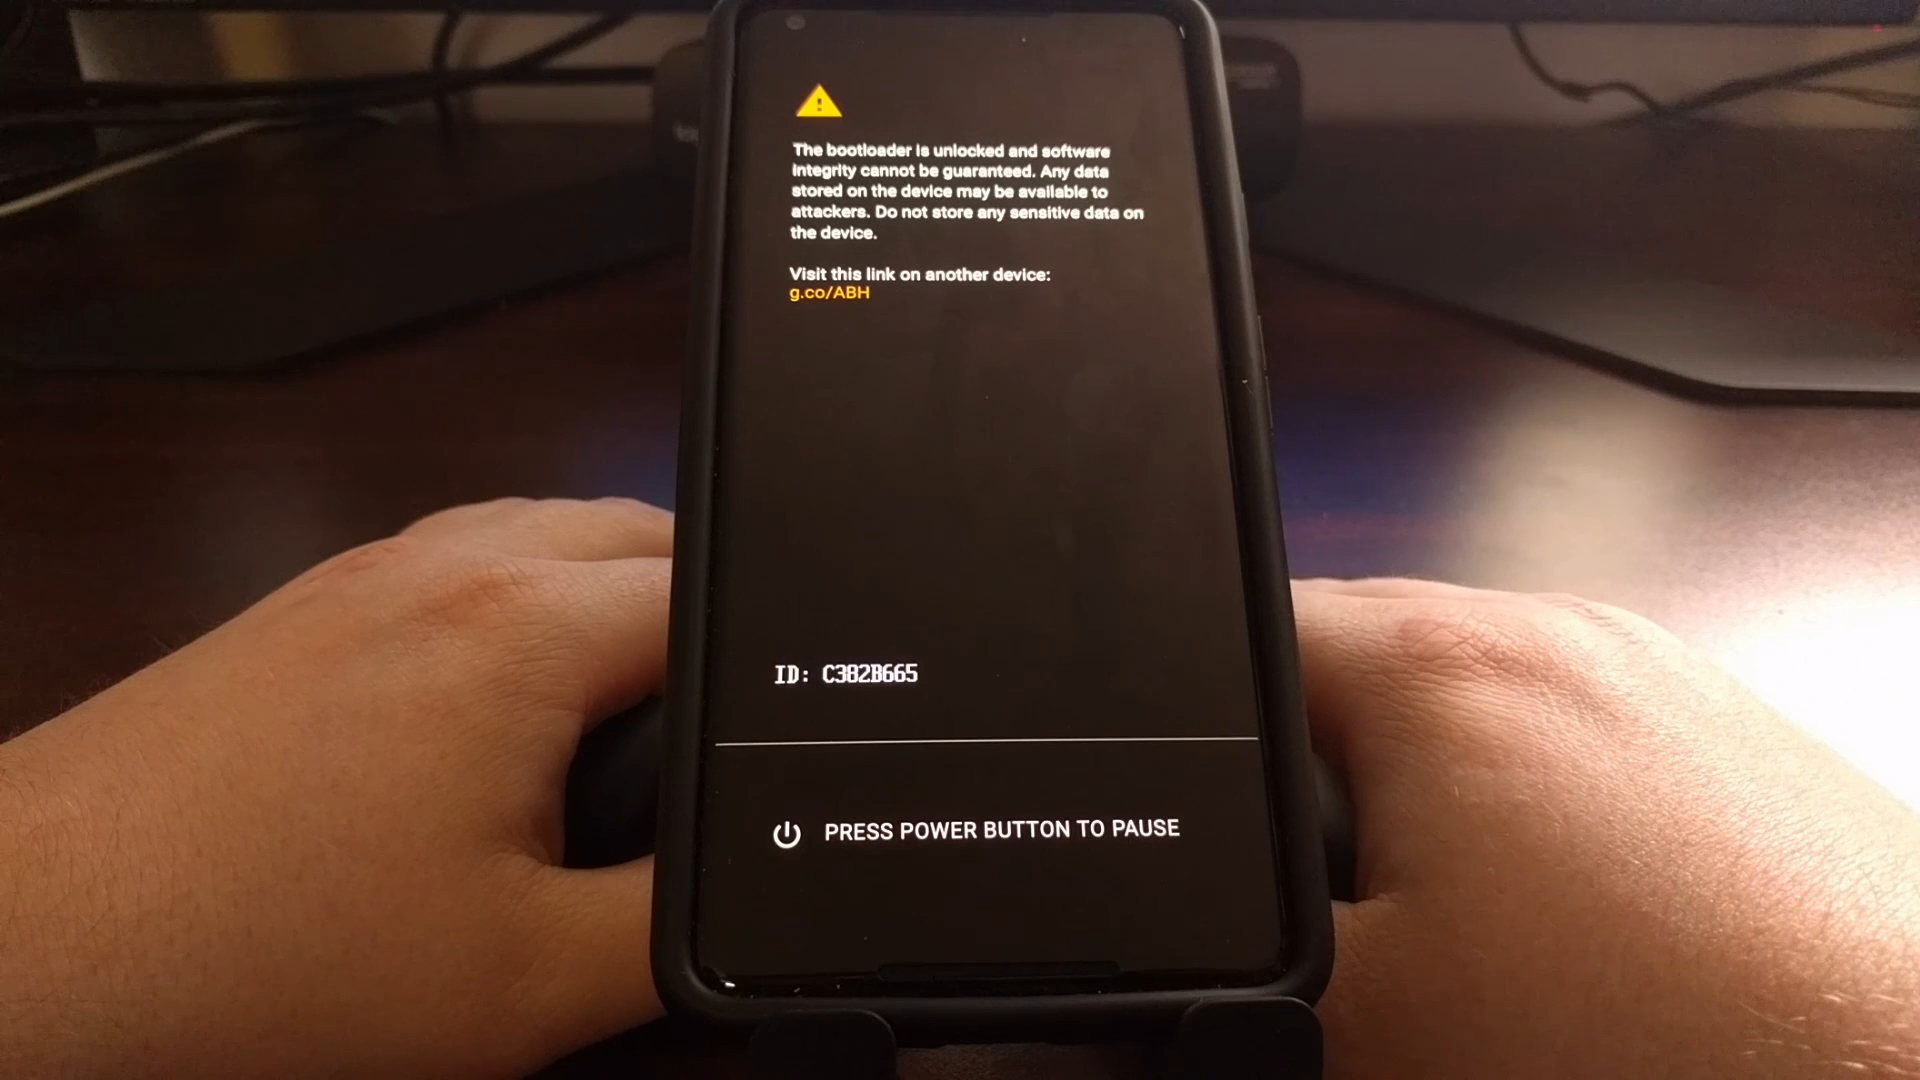 The bootloader is unlocked and software
integrity cannot be guaranteed. Any data
stored on the device may be available to
attackers. Do not store any sensitive data on
the device.
Visit this link on another device:
g.co/ABH
ID: C382B665
PRESS POWER BUTTON TO PAUSE